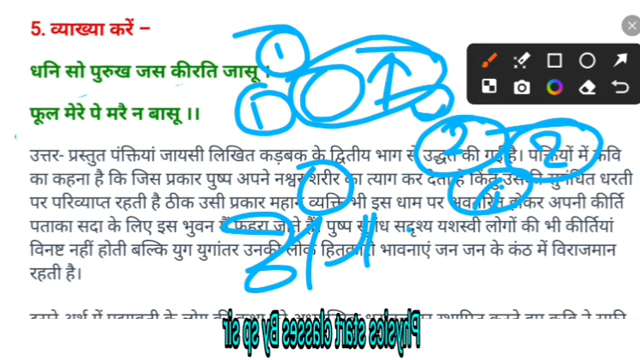 5. व्याख्या करें –
धनि सो पुरुख जस कीरति जासू ।
फूल मेरे पे मरै न बासू ।।
उत्तर- प्रस्तुत पंक्तियां जायसी लिखित कड़बक के द्वितीय भाग से उद्धृत की गई है। पंक्तियों में कवि
का कहना है कि जिस प्रकार पुष्प अपने नश्वर शरीर का त्याग कर देता है किंतु उसकी सुगंधित धरती
पर परिव्याप्त रहती है ठीक उसी प्रकार महान व्यक्ति भी इस धाम पर अवतरित होकर अपनी कीर्ति
पताका सदा के लिए इस भुवन में फहरा जाते हैं। पुष्प सुगंध सदृश्य यशस्वी लोगों की भी कीर्तियां
विनष्ट नहीं होती बल्कि युग युगांतर उनकी लोक हितकारी भावनाएं जन जन के कंठ में विराजमान
रहती है।
Physics start classes By sp sir